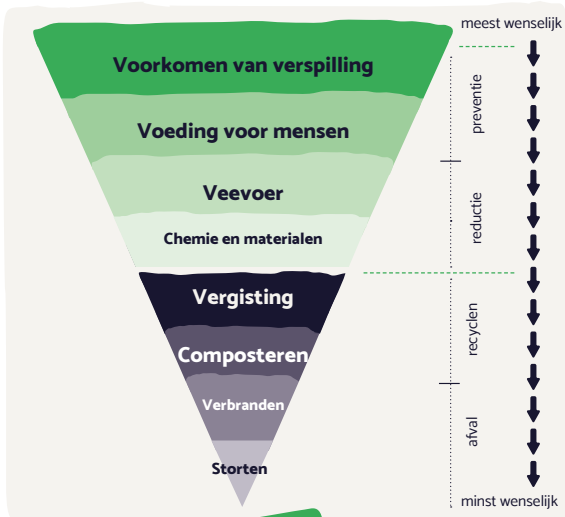 meest wenselijk
Voorkomen van verspilling
preventie
Voeding voor mensen
Veevoer
reductie
Chemie en materialen
Vergisting
recyclen
Composteren
Verbranden
afval
Storten
minst wenselijk